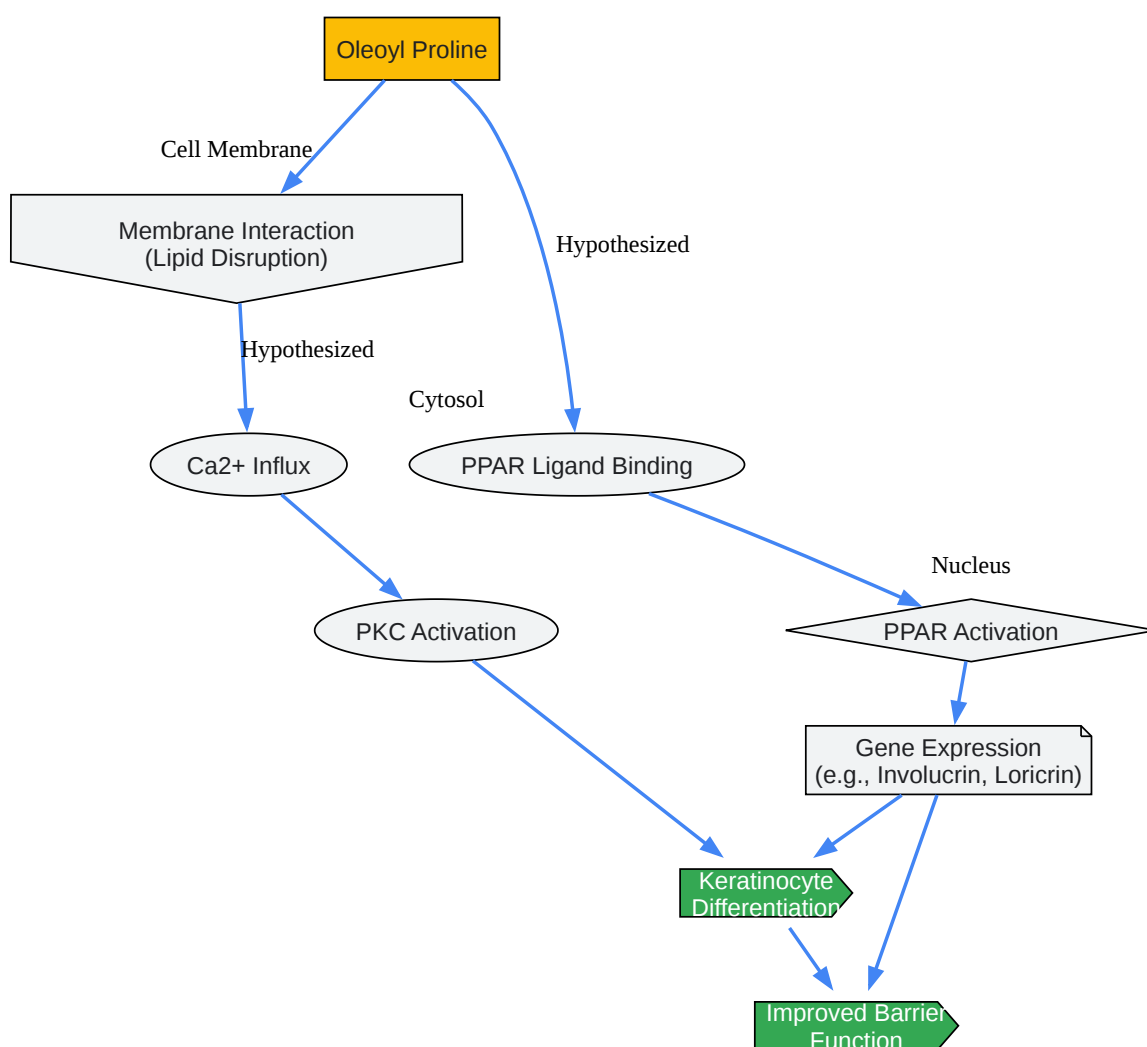 Oleoyl Proline
Cell Membrane
Membrane Interaction
(Lipid Disruption)
Hypothesized
Hypothesized
Cytosol
Ca2+ Influx
PPAR Ligand Binding
Nucleus
PKC Activation
PPAR Activation
Gene Expression
(e.g., Involucrin, Loricrin)
Keratinocyte
Differentiation
Improved Barrier
Function